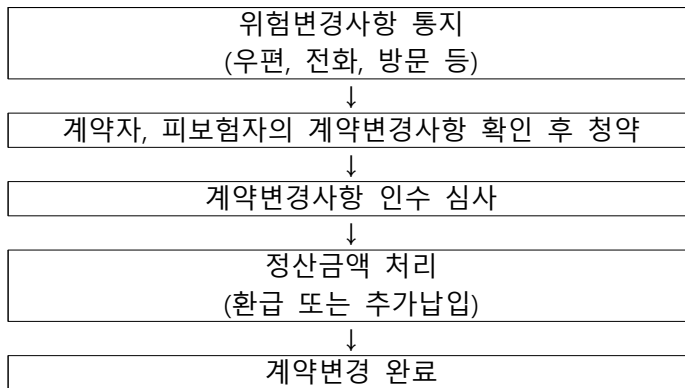 위험변경사항 통지
(우편, 전화, 방문 등)
↓
계약자, 피보험자의 계약변경사항 확인 후 청약
↓
계약변경사항 인수 심사
↓
정산금액 처리
(환급 또는 추가납입)
↓
계약변경 완료